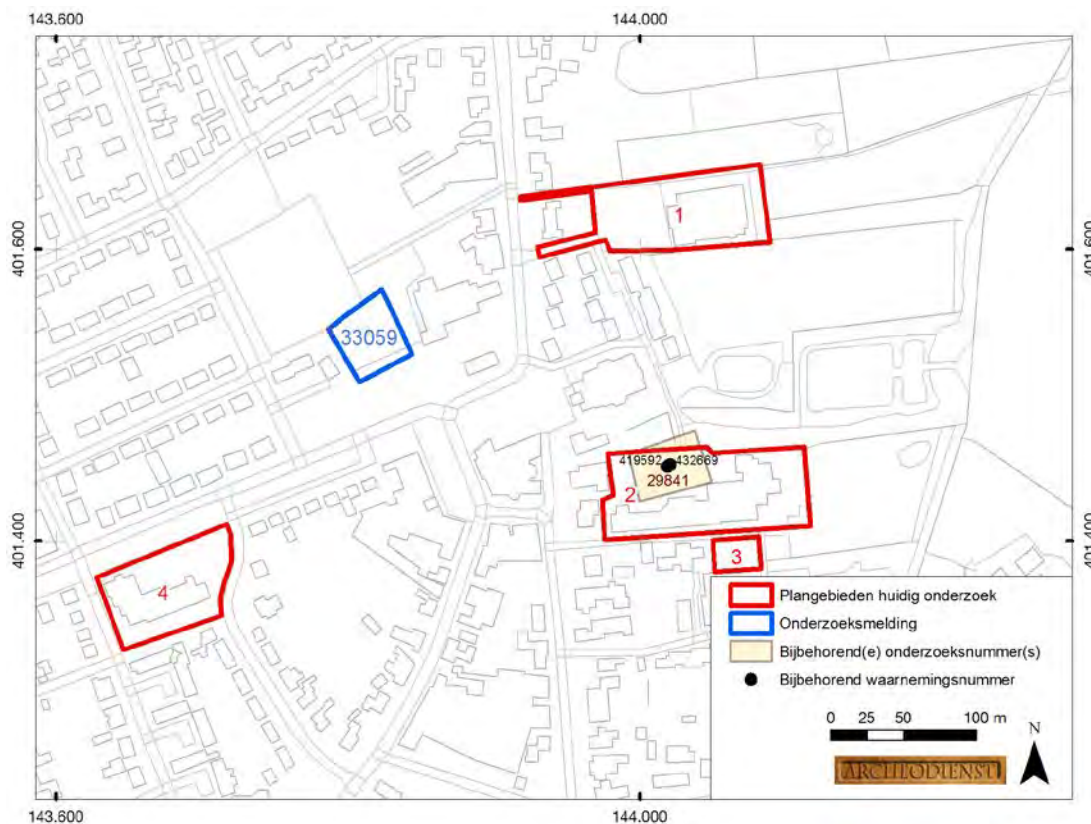 143.600 144.000
1
401.600 401.600
33059
419592 432669
29841
2
401.400 401.400
3
4
Plangebieden huidig onderzoek
Onderzoeksmelding
Bijbehorend(e) onderzoeksnummer(s)
Bijbehorend waarnemingsnummer
0 25 50 100 m
N
ARCHEODIENST
143.600 144.000